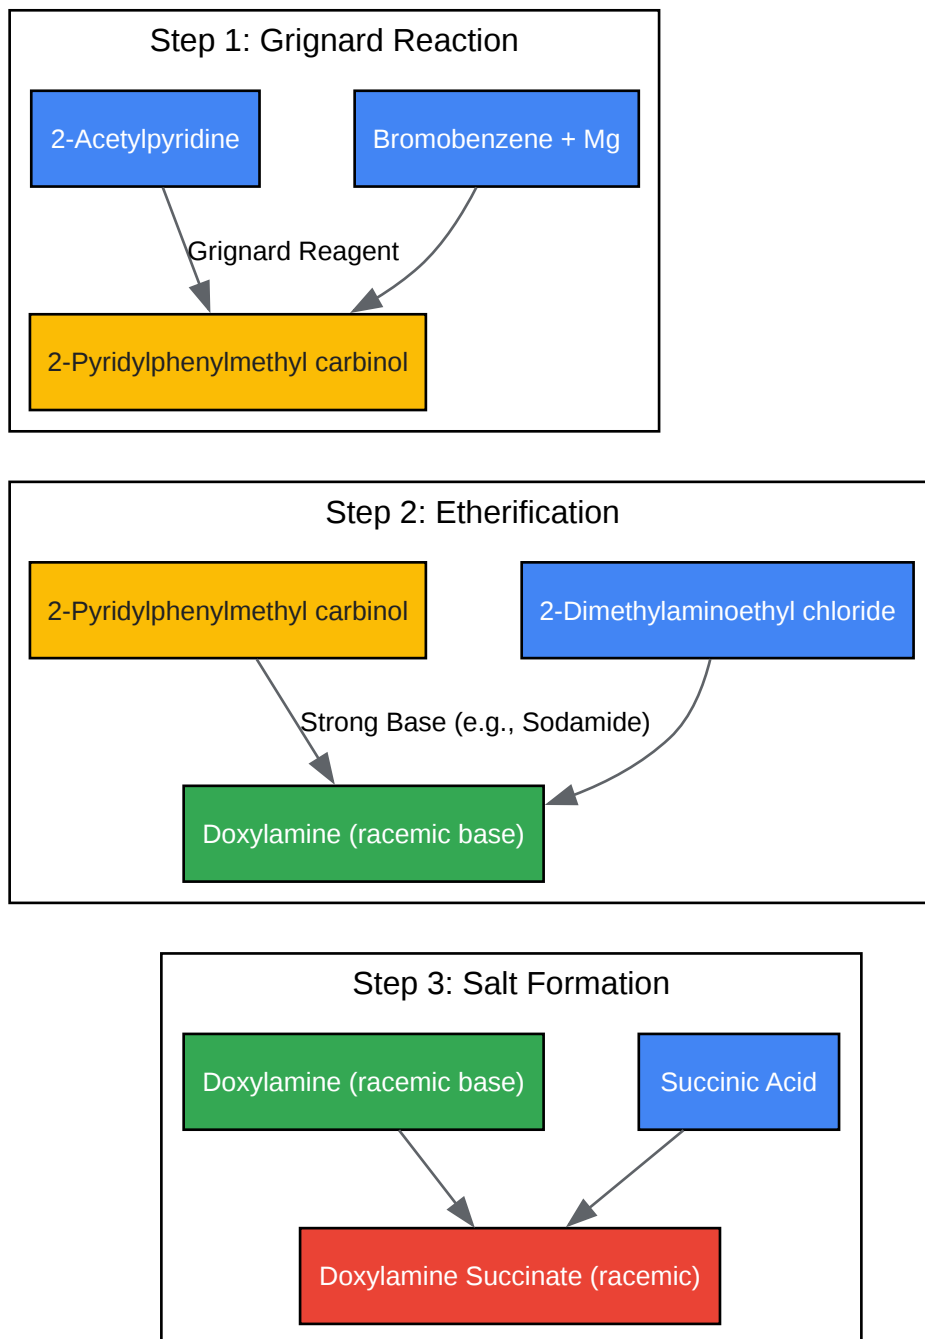 Step 1: Grignard Reaction
2-Acetylpyridine
Bromobenzene + Mg
Grignard Reagent
2-Pyridylphenylmethyl carbinol
Step 2: Etherification
2-Pyridylphenylmethyl carbinol
2-Dimethylaminoethyl chloride
Strong Base (e.g., Sodamide)
Doxylamine (racemic base)
Step 3: Salt Formation
Doxylamine (racemic base)
Succinic Acid
Doxylamine Succinate (racemic)